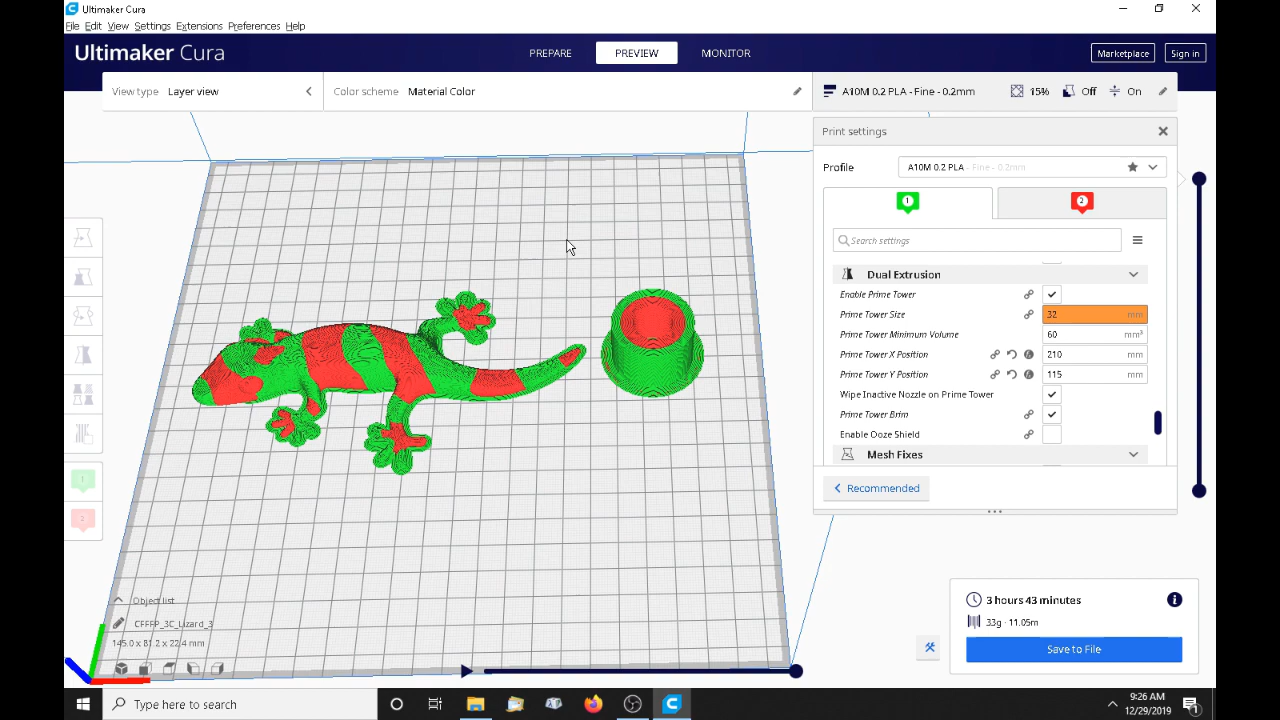 Ultimaker Cura
File Edit View Settings Extensions Preferences Help
Ultimaker Cura
PREPARE PREVIEW MONITOR Marketplace Sign in
View type Layer view Color scheme Material Color A10M 0.2 PLA - Fine - 0.2mm 15% Off On
Print settings
Profile A10M 0.2 PLA - Fine - 0.2mm
1 2
Search settings
Dual Extrusion
Enable Prime Tower
Prime Tower Size 32 mm
Prime Tower Minimum Volume 60 mm³
Prime Tower X Position 210 mm
Prime Tower Y Position 115 mm
Wipe Inactive Nozzle on Prime Tower
Prime Tower Brim
Enable Ooze Shield
Mesh Fixes
Recommended
1
2
Object list
CFFFP_3C_Lizard_3
145.0 x 81.2 x 22.4 mm
3 hours 43 minutes
33g · 11.05m
Save to File
Type here to search
9:26 AM
12/29/2019
1